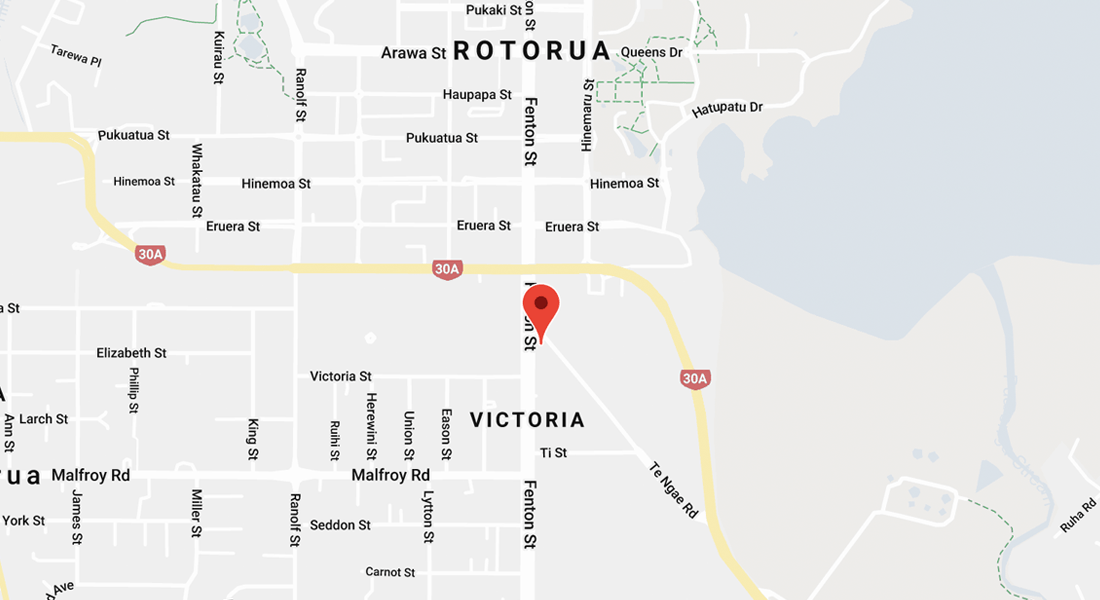 Pukaki St
on St
Tarewa Pl
Kuirau St
Arawa St
ROTORUA
Queens Dr
Ranolf St
Haupapa St
Hinemaru St
Hatupatu Dr
Fenton St
Pukuatua St
Pukuatua St
Whakatau St
Hinemoa St
Hinemoa St
Hinemoa St
Eruera St
Eruera St
Eruera St
30A
30A
a St
on St
Elizabeth St
Phillip St
Victoria St
30A
A
Ann St
Larch St
King St
Ruihi St
Herewini St
Union St
Eason St
VICTORIA
Ti St
rua
Malfroy Rd
Malfroy Rd
Te Ngae Rd
James St
Miller St
Ranolf St
Lytton St
Fenton St
York St
Seddon St
Ruha Rd
Carnot St
d Ave